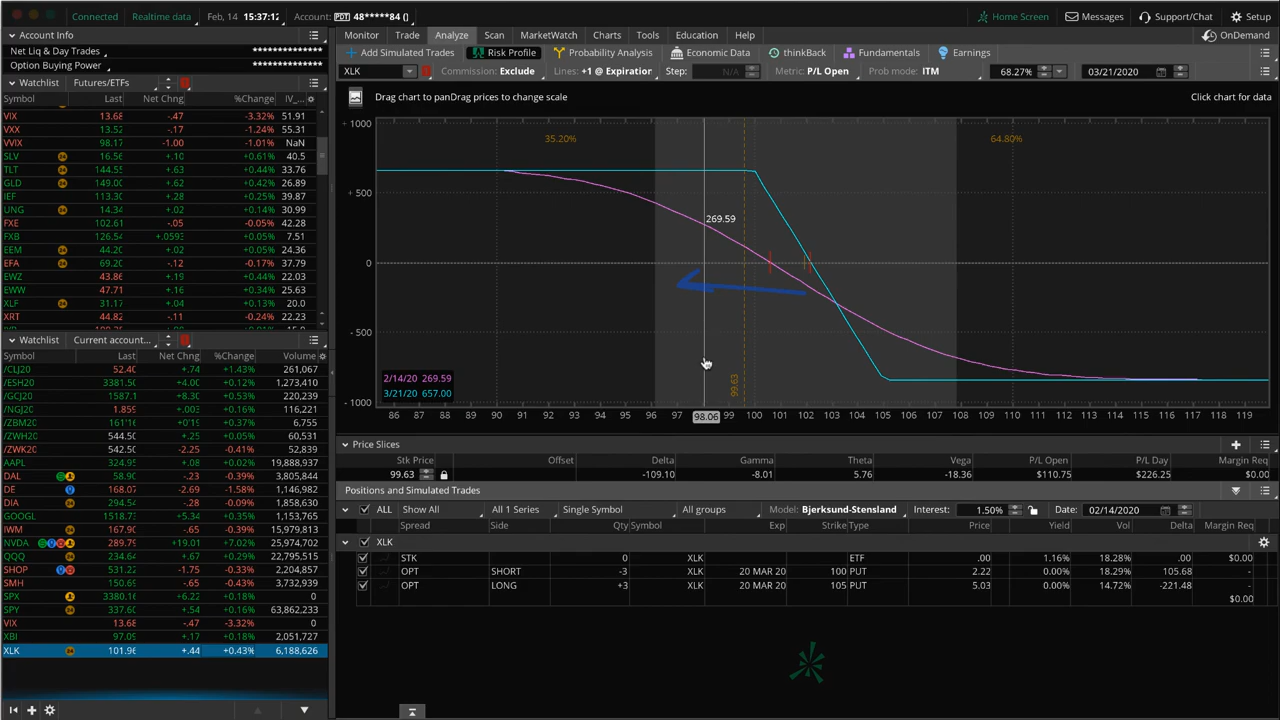 Connected Realtime data Feb, 14 15:37:12 Account: PDT 48*****84 () Home Screen Messages Support/Chat Setup
Account Info Monitor Trade Analyze Scan MarketWatch Charts Tools Education Help OnDemand
Net Liq & Day Trades **************
Option Buying Power **************
Add Simulated Trades Risk Profile Probability Analysis Economic Data thinkBack Fundamentals Earnings
XLK Commission: Exclude Lines: +1 @ Expiration Step: N/A Metric: P/L Open Prob mode: ITM 68.27% 03/21/2020
Watchlist Futures/ETFs
Symbol Last Net Chng %Change IV_...
VIX 13.68 -.47 -3.32% 51.91
VXX 13.52 -.17 -1.24% 55.31
VVIX 98.17 -1.00 -1.01% NaN
SLV 16.56 +.10 +0.61% 40.5
TLT 144.55 +.63 +0.44% 33.76
GLD 149.00 +.62 +0.42% 26.89
IEF 113.30 +.28 +0.25% 39.87
UNG 14.34 +.02 +0.14% 30.99
FXE 102.61 -.05 -0.05% 42.28
FXB 126.54 +.0593 +0.05% 7.51
EEM 44.20 +.02 +0.05% 24.36
EFA 69.20 -.12 -0.17% 37.79
EWZ 43.86 +.19 +0.44% 22.03
EWW 47.71 +.16 +0.34% 25.63
XLF 31.17 +.04 +0.13% 20.0
XRT 44.82 -.11 -0.24% 22.23
Watchlist Current account...
Symbol Last Net Chng %Change Volume
/CLJ20 52.40 +.74 +1.43% 261,067
/ESH20 3381.50 +4.00 +0.12% 1,273,410
/GCJ20 1587.1 +8.30 +0.53% 220,239
/NGJ20 1.859 +.003 +0.16% 116,221
/ZBM20 161'16 +0'19 +0.37% 6,755
/ZWH20 544.50 +.25 +0.05% 60,531
/ZWK20 542.50 -2.25 -0.41% 52,839
AAPL 324.95 +.08 +0.02% 19,888,937
DAL 58.90 -.23 -0.39% 3,805,844
DE 168.07 -2.69 -1.58% 1,146,982
DIA 294.54 -.28 -0.09% 1,858,630
GOOGL 1518.73 +5.34 +0.35% 1,153,765
IWM 167.90 -.65 -0.39% 15,979,813
NVDA 289.79 +19.01 +7.02% 25,974,702
QQQ 234.64 +.67 +0.29% 22,795,515
SHOP 531.22 -1.75 -0.33% 2,204,857
SMH 150.69 -.65 -0.43% 3,732,939
SPX 3380.16 +6.22 +0.18% 0
SPY 337.60 +.54 +0.16% 63,862,233
VIX 13.68 -.47 -3.32% 0
XBI 97.09 +.17 +0.18% 2,051,727
XLK 101.96 +.44 +0.43% 6,188,626
Drag chart to panDrag prices to change scale Click chart for data
+ 1000 35.20% 64.80%
+ 500
269.59
0
- 500
2/14/20 269.59
3/21/20 657.00
99.63
- 1000
86 87 88 89 90 91 92 93 94 95 96 97 98.06 99 100 101 102 103 104 105 106 107 108 109 110 111 112 113 114 115 116 117 118 119
Price Slices
Stk Price Offset Delta Gamma Theta Vega P/L Open P/L Day Margin Req
99.63 -109.10 -8.01 5.76 -18.36 $110.75 $226.25 $0.00
Positions and Simulated Trades
ALL Show All All 1 Series Single Symbol All groups Model: Bjerksund-Stensland Interest: 1.50% Date: 02/14/2020
Spread Side Qty Symbol Exp Strike Type Price Yield Vol Delta Margin Req
XLK
STK 0 XLK ETF .00 1.16% 18.28% .00 $0.00
OPT SHORT -3 XLK 20 MAR 20 100 PUT 2.22 0.00% 18.29% 105.68 -
OPT LONG +3 XLK 20 MAR 20 105 PUT 5.03 0.00% 14.72% -221.48 -
$0.00